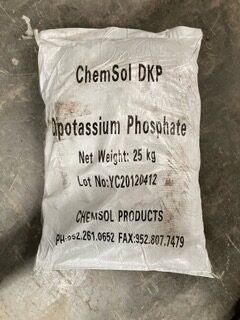 ChemSol DKP
Dipotassium Phosphate
Net Weight: 25 kg
Lot No:YC20120412
CHEMSOL PRODUCTS
PH:952.261.0652 FAX:952.807.7479